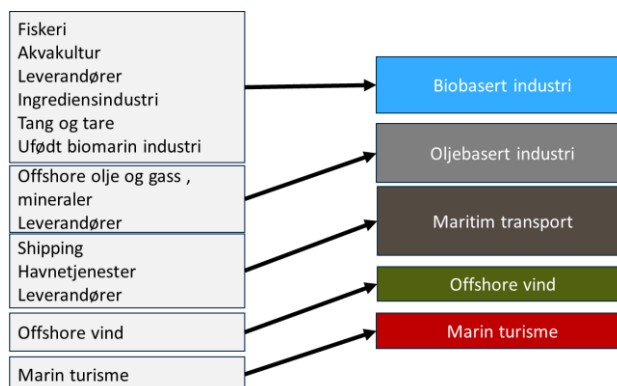 Fiskeri
Akvakultur
Leverandører
Ingrediensindustri
Tang og tare
Ufødt biomarin industri
Offshore olje og gass ,
mineraler
Leverandører
Shipping
Havnetjenester
Leverandører
Offshore vind
Marin turisme
Biobasert industri
Oljebasert industri
Maritim transport
Offshore vind
Marin turisme